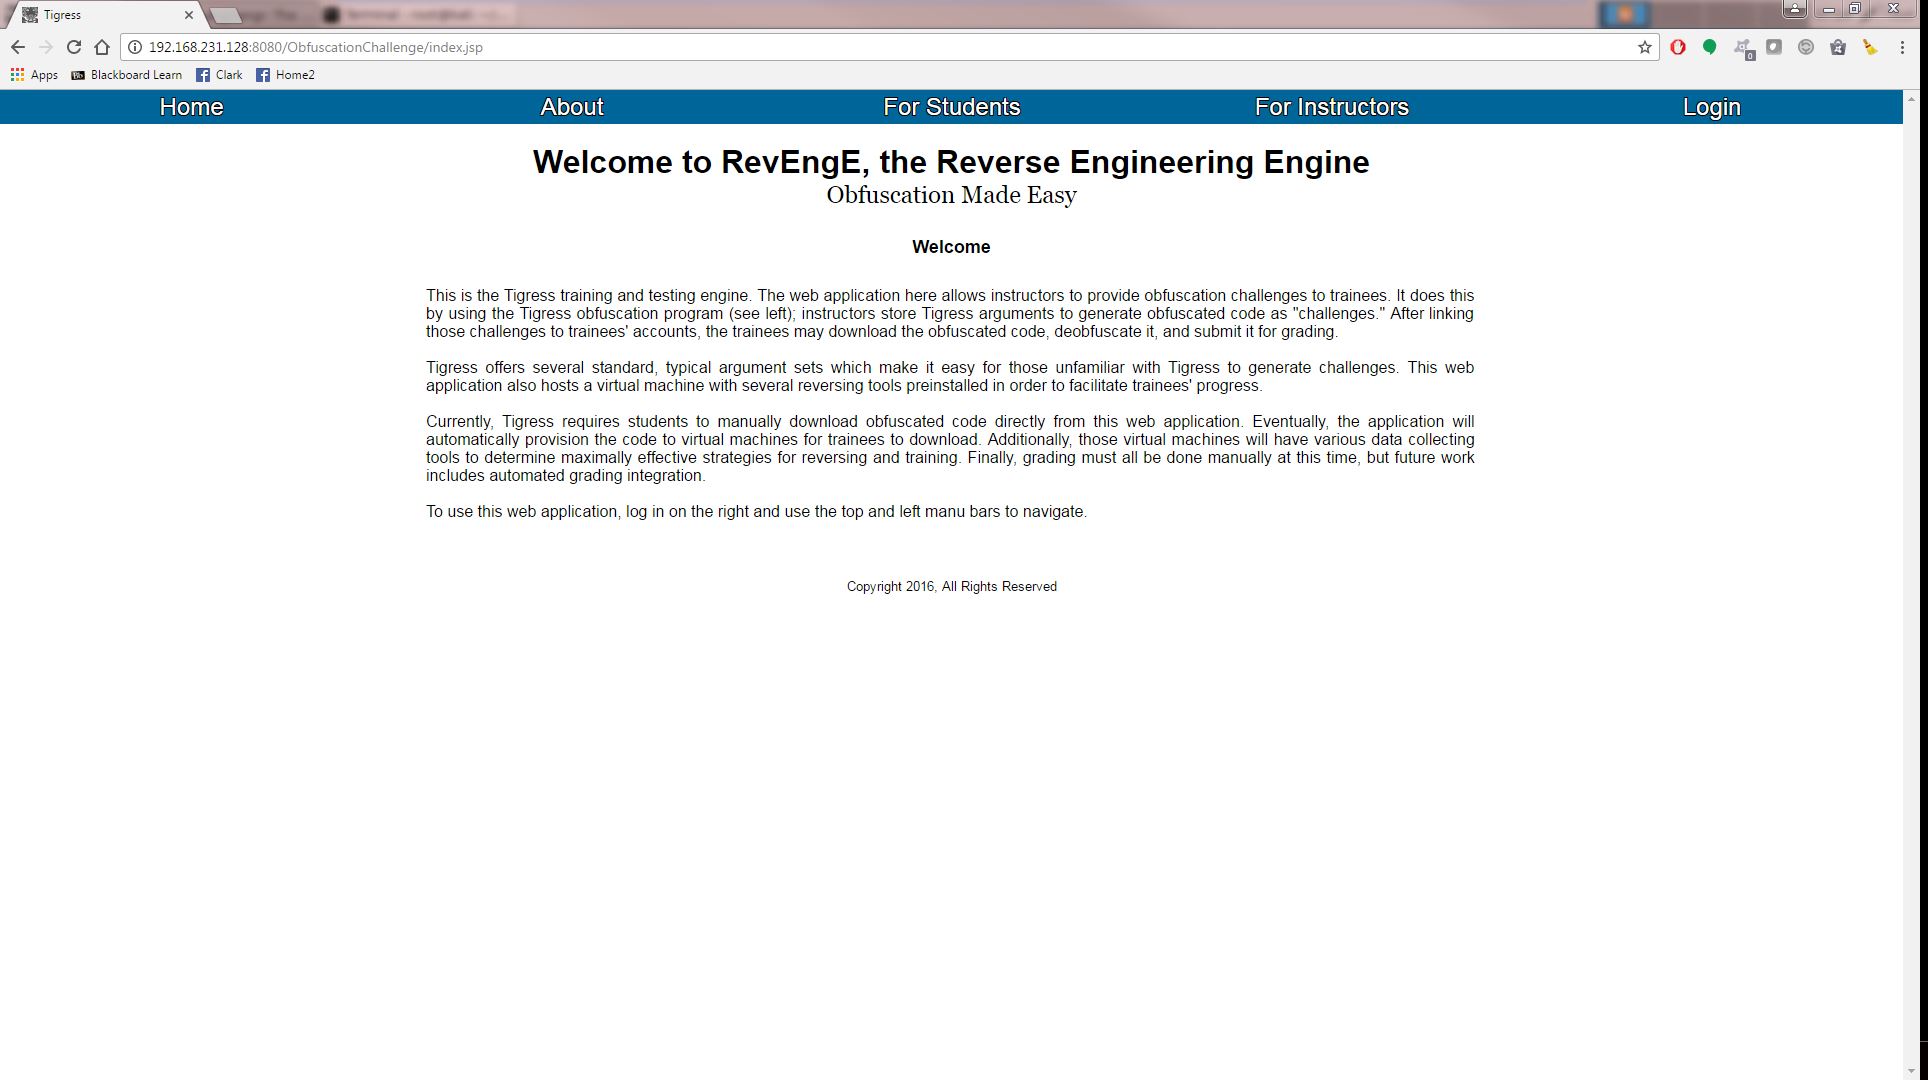 Tigress
192.168.231.128:8080/ObfuscationChallenge/index.jsp
0
Apps Blackboard Learn Clark Home2
Home About For Students For Instructors Login
Welcome to RevEngE, the Reverse Engineering Engine
Obfuscation Made Easy
Welcome
This is the Tigress training and testing engine. The web application here allows instructors to provide obfuscation challenges to trainees. It does this
by using the Tigress obfuscation program (see left); instructors store Tigress arguments to generate obfuscated code as "challenges." After linking
those challenges to trainees' accounts, the trainees may download the obfuscated code, deobfuscate it, and submit it for grading.
Tigress offers several standard, typical argument sets which make it easy for those unfamiliar with Tigress to generate challenges. This web
application also hosts a virtual machine with several reversing tools preinstalled in order to facilitate trainees' progress.
Currently, Tigress requires students to manually download obfuscated code directly from this web application. Eventually, the application will
automatically provision the code to virtual machines for trainees to download. Additionally, those virtual machines will have various data collecting
tools to determine maximally effective strategies for reversing and training. Finally, grading must all be done manually at this time, but future work
includes automated grading integration.
To use this web application, log in on the right and use the top and left manu bars to navigate.
Copyright 2016, All Rights Reserved